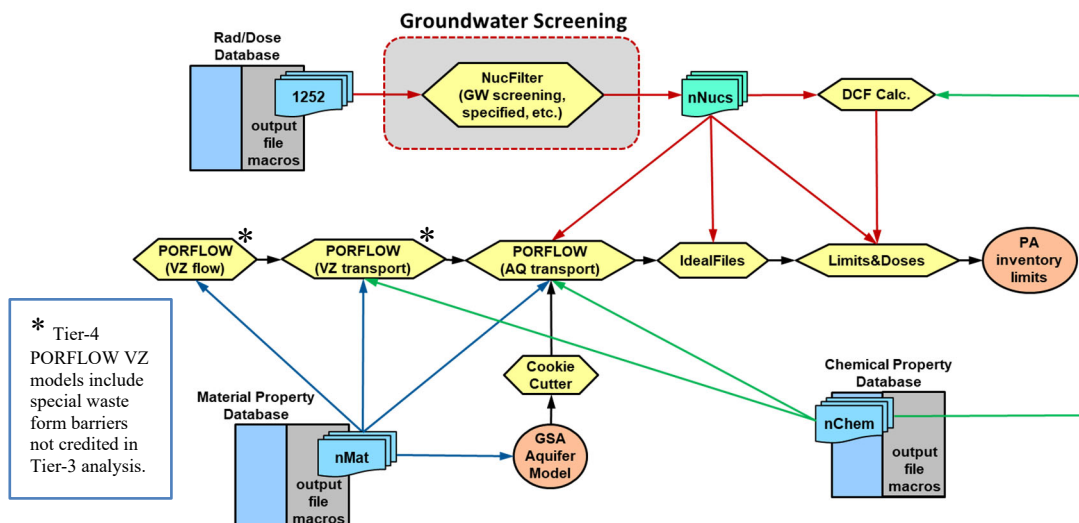 Groundwater Screening
Rad/Dose
Database
1252
output
file
macros
NucFilter
(GW screening,
specified, etc.)
nNucs
DCF Calc.
PORFLOW
(VZ flow)
*
PORFLOW
(VZ transport)
*
PORFLOW
(AQ transport)
IdealFiles
Limits&Doses
PA
inventory
limits
* Tier-4
PORFLOW VZ
models include
special waste
form barriers
not credited in
Tier-3 analysis.
Cookie
Cutter
Material Property
Database
nMat
output
file
macros
GSA
Aquifer
Model
Chemical Property
Database
nChem
output
file
macros